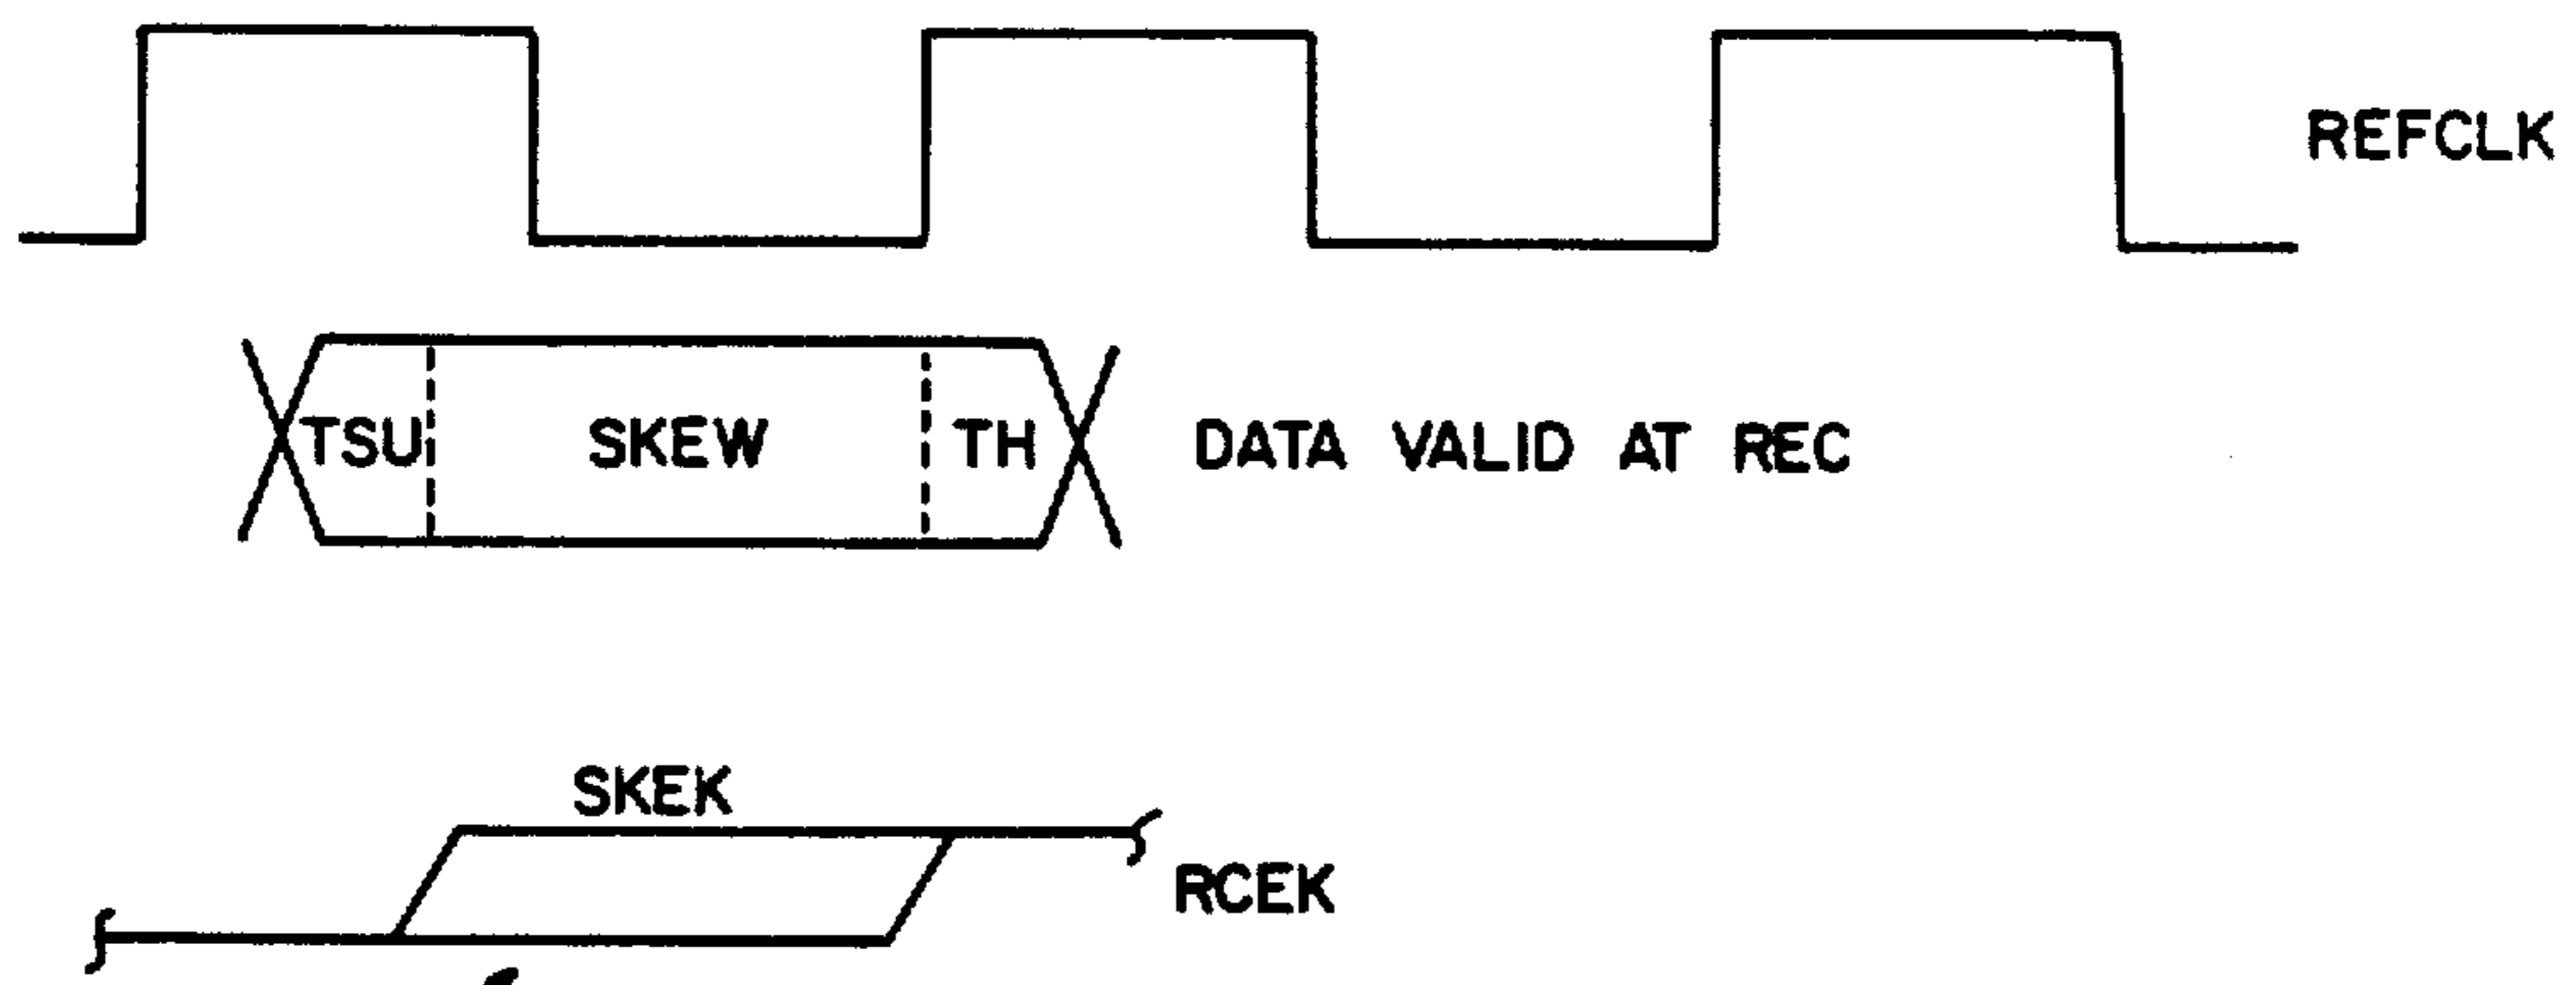 REFCLK
TSU SKEW TH DATA VALID AT REC
SKEK
RCEK